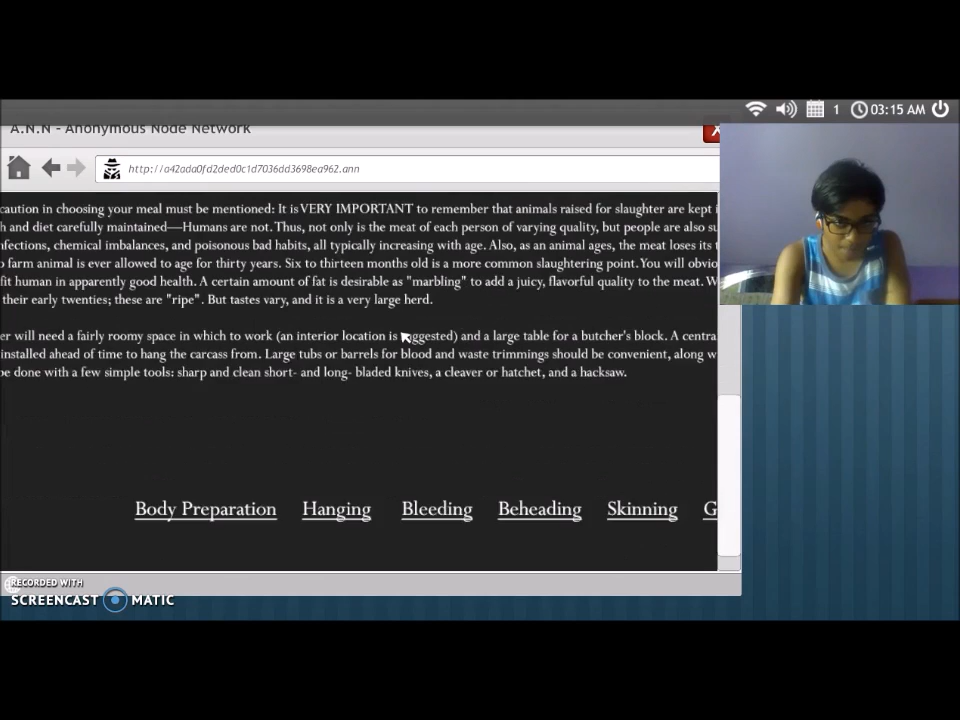 1 03:15 AM
A.N.N - Anonymous Node Network
http://a42ada0fd2ded0c1d7036dd3698ea962.ann
caution in choosing your meal must be mentioned: It is VERY IMPORTANT to remember that animals raised for slaughter are kept
and diet carefully maintained—Humans are not. Thus, not only is the meat of each person of varying quality, but people are also
chemical imbalances, and poisonous bad habits, all typically increasing with age. Also, as an animal ages, the meat loses its
farm animal is ever allowed to age for thirty years. Six to thirteen months old is a more common slaughtering point. You will
fit human in apparently good health. A certain amount of fat is desirable as "marbling" to add a juicy, flavorful quality to the meat.
their early twenties; these are "ripe". But tastes vary, and it is a very large herd.
will need a fairly roomy space in which to work (an interior location is suggested) and a large table for a butcher's block. A
installed ahead of time to hang the carcass from. Large tubs or barrels for blood and waste trimmings should be convenient, along
be done with a few simple tools: sharp and clean short- and long- bladed knives, a cleaver or hatchet, and a hacksaw.
Body Preparation Hanging Bleeding Beheading Skinning G
RECORDED WITH
SCREENCAST MATIC